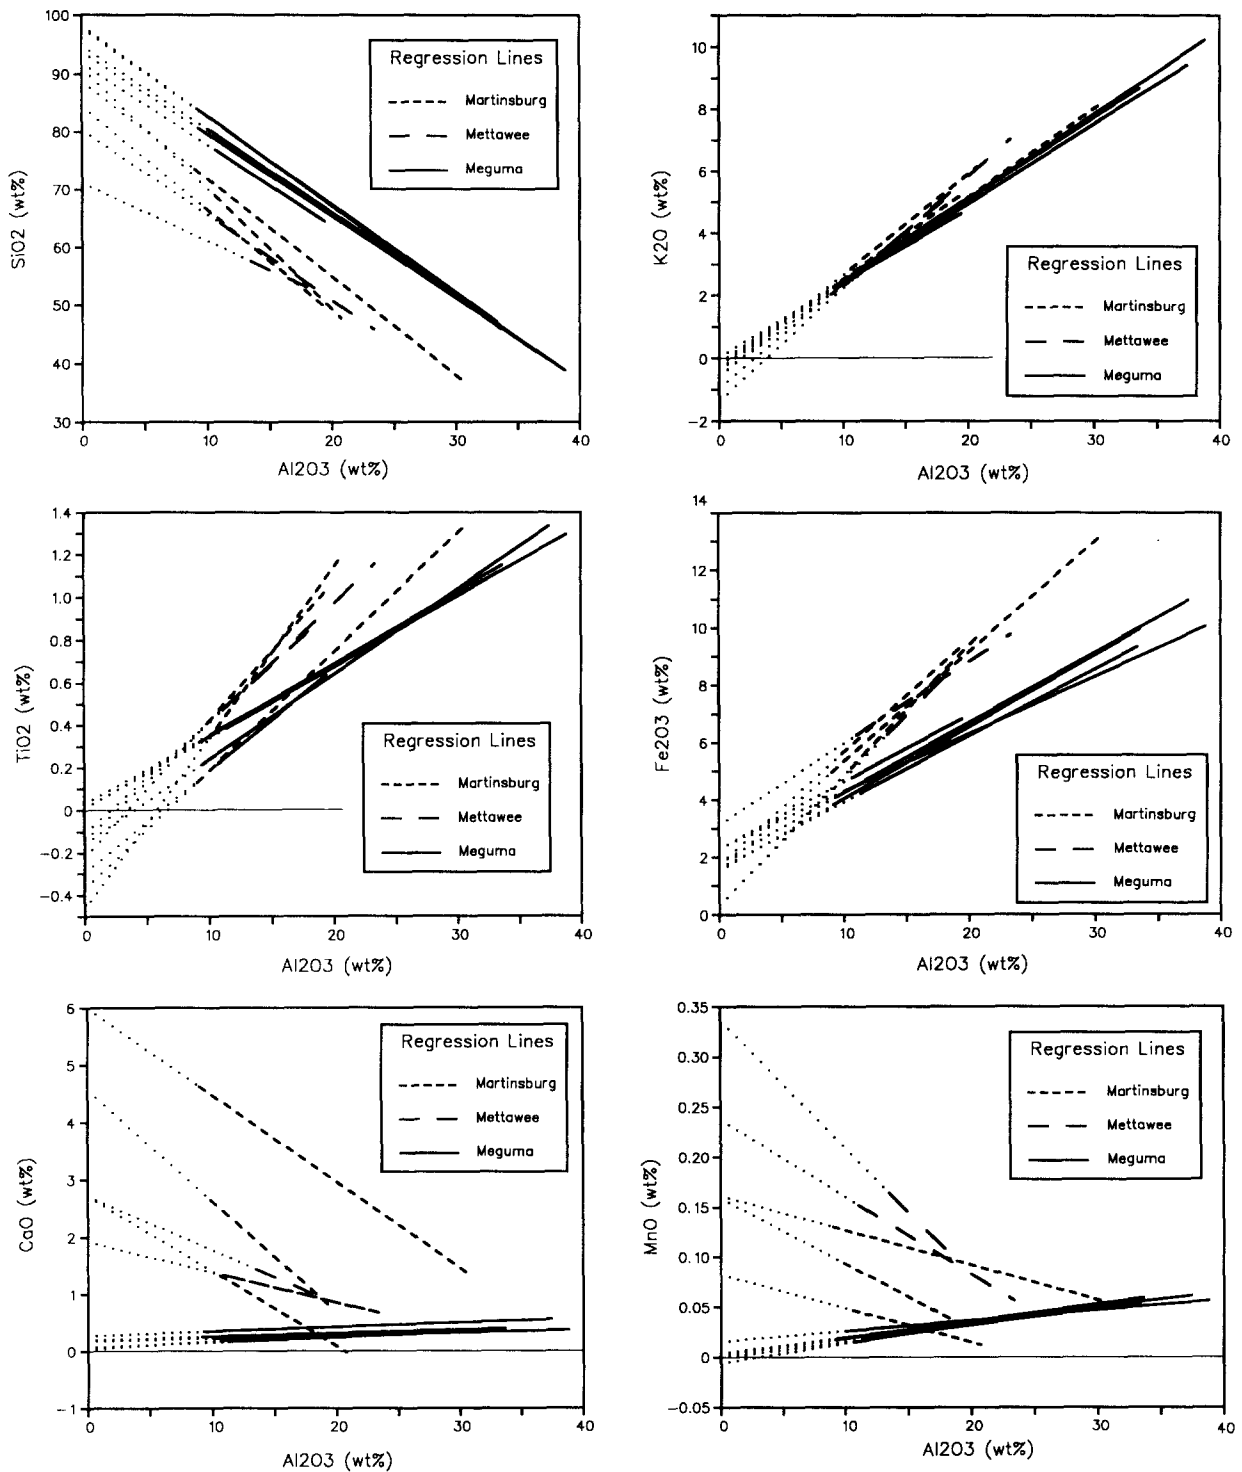 100
90
80
70
60
50
40
30
SiO2 (wt%)
0
10
20
30
40
Al2O3 (wt%)
Regression Lines
Martinsburg
Mettawee
Meguma
10
8
6
4
2
0
-2
K2O (wt%)
0
10
20
30
40
Al2O3 (wt%)
Regression Lines
Martinsburg
Mettawee
Meguma
1.4
1.2
1.0
0.8
0.6
0.4
0.2
0
-0.2
-0.4
TiO2 (wt%)
0
10
20
30
40
Al2O3 (wt%)
Regression Lines
Martinsburg
Mettawee
Meguma
14
12
10
8
6
4
2
0
Fe2O3 (wt%)
0
10
20
30
40
Al2O3 (wt%)
Regression Lines
Martinsburg
Mettawee
Meguma
6
5
4
3
2
1
0
-1
CaO (wt%)
0
10
20
30
40
Al2O3 (wt%)
Regression Lines
Martinsburg
Mettawee
Meguma
0.35
0.30
0.25
0.20
0.15
0.10
0.05
0
-0.05
MnO (wt%)
0
10
20
30
40
Al2O3 (wt%)
Regression Lines
Martinsburg
Mettawee
Meguma